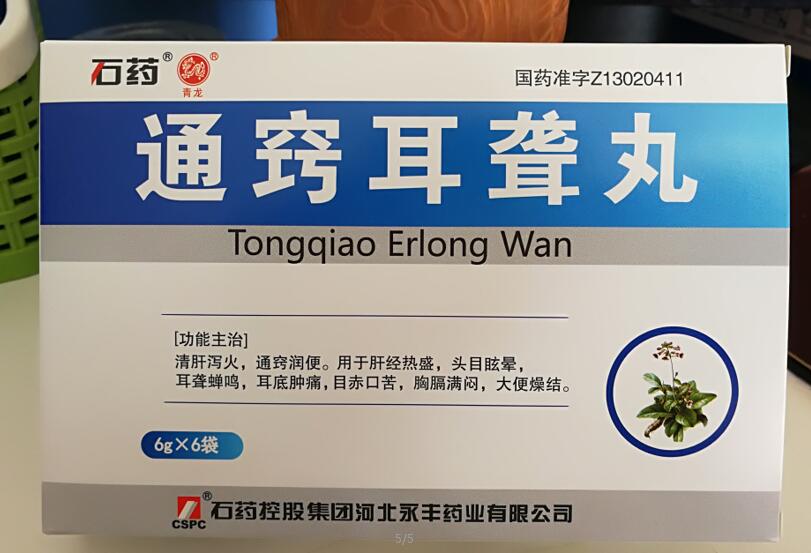 石药® ®
青龙
国药准字Z13020411
通窍耳聋丸
Tongqiao Erlong Wan
[功能主治]
清肝泻火，通窍润便。用于肝经热盛，头目眩晕，
耳聋蝉鸣，耳底肿痛，目赤口苦，胸膈满闷，大便燥结。
6g×6袋
CSPC ® 石药控股集团河北永丰药业有限公司
5/5